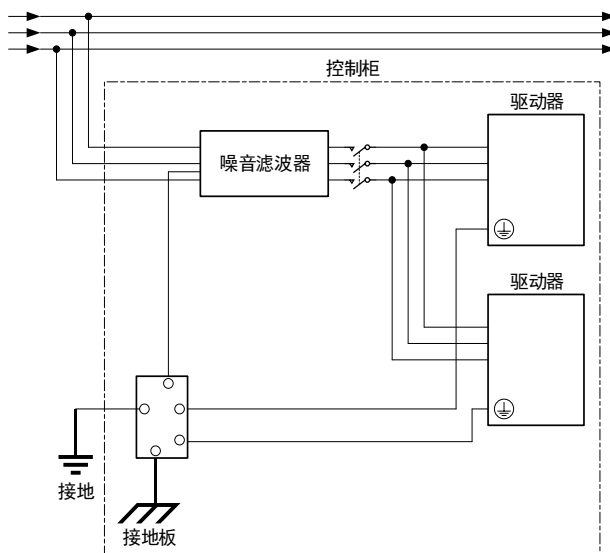 控制柜
驱动器
噪音滤波器
驱动器
接地
接地板